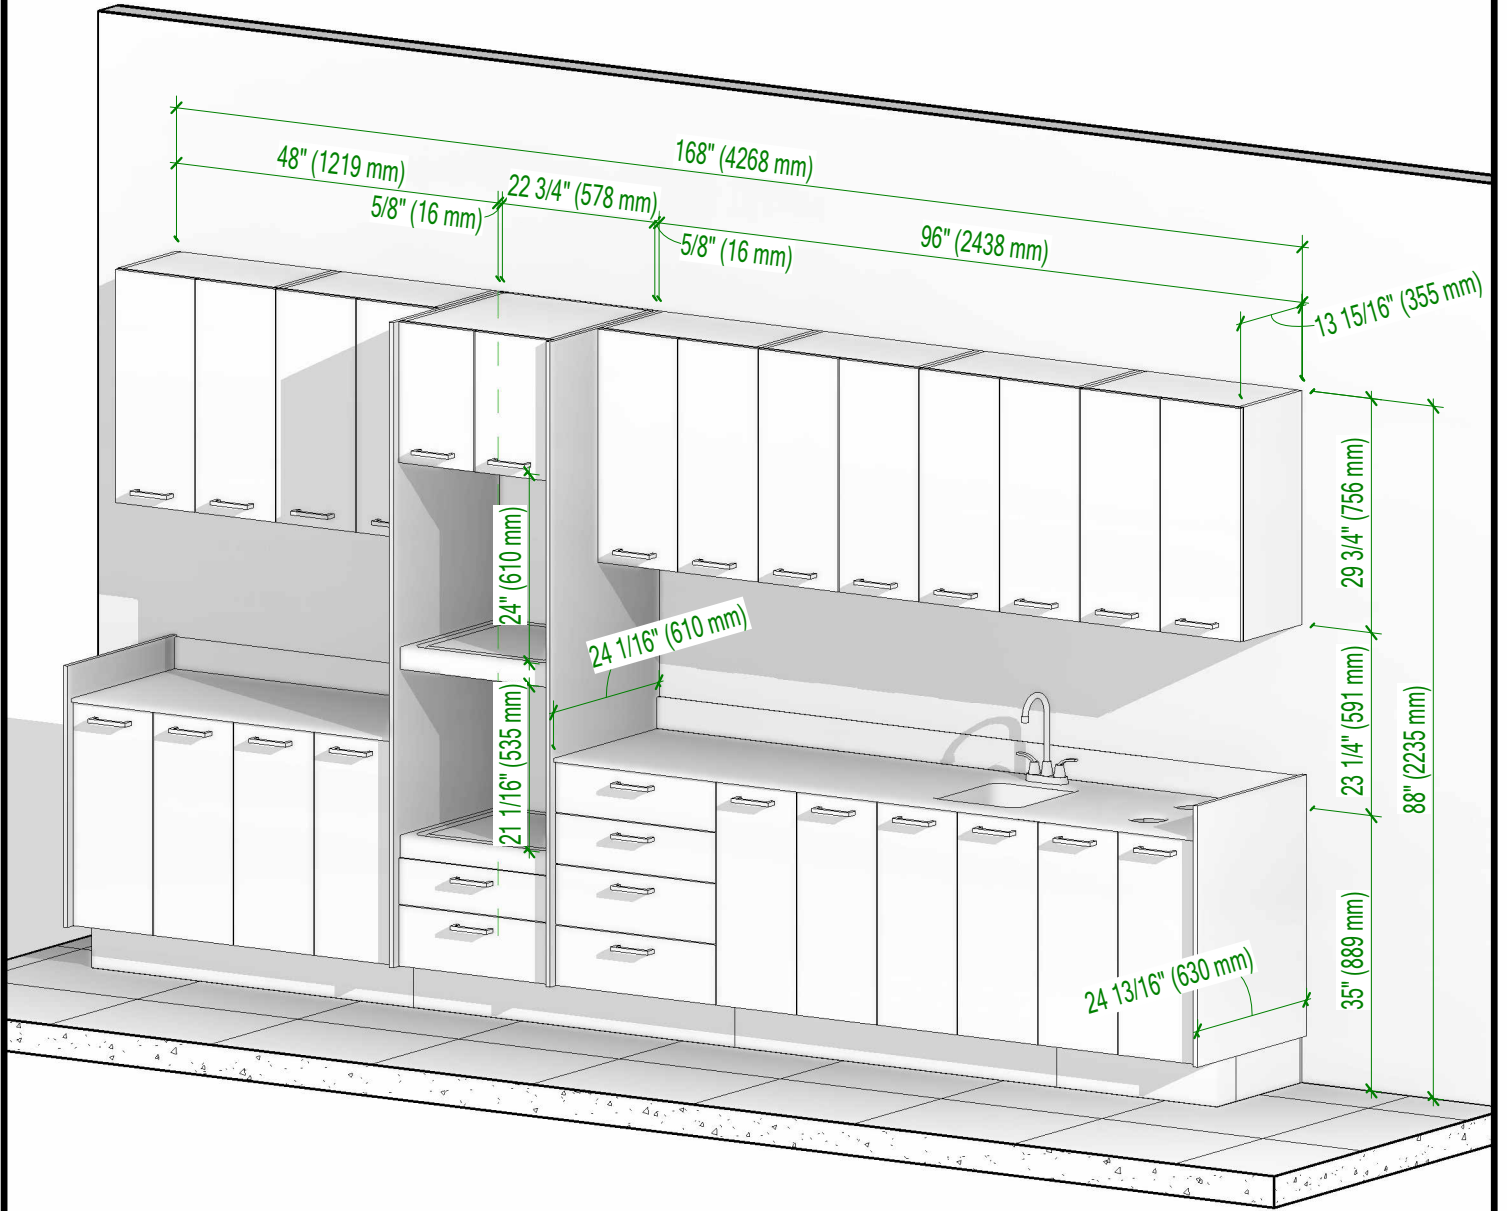 168" (4268 mm)
48" (1219 mm)
22 3/4" (578 mm)
5/8" (16 mm)
5/8" (16 mm)
96" (2438 mm)
13 15/16" (355 mm)
29 3/4" (756 mm)
24" (610 mm)
24 1/16" (610 mm)
23 1/4" (591 mm)
88" (2235 mm)
21 1/16" (535 mm)
35" (889 mm)
24 13/16" (630 mm)